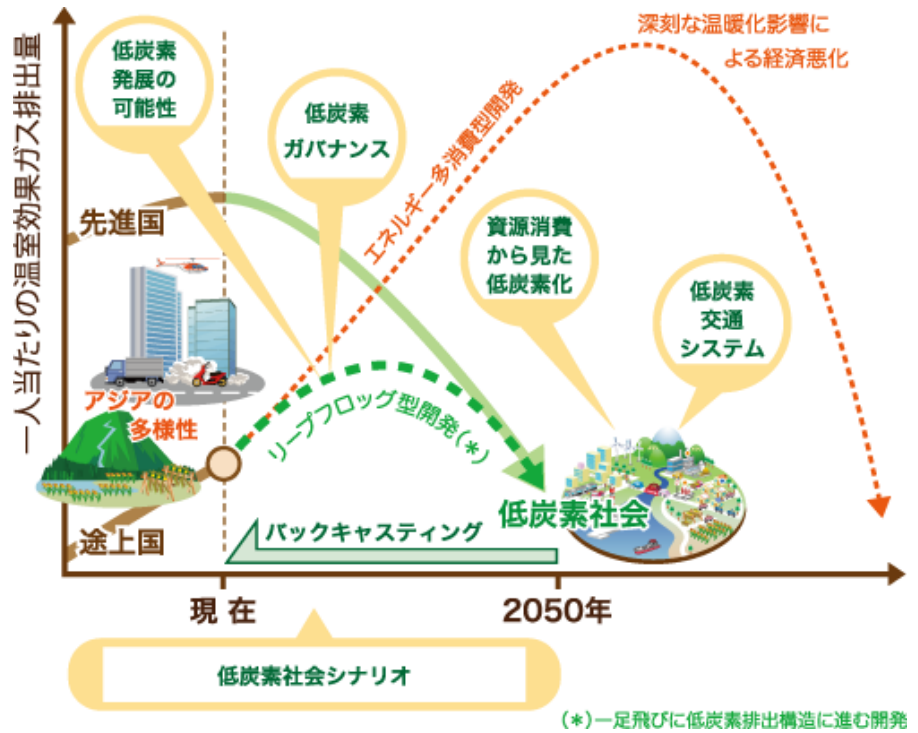 一人当たりの温室効果ガス排出量
低炭素
発展の
可能性
低炭素
ガバナンス
深刻な温暖化影響に
よる経済悪化
エネルギー多消費型開発
先進国
資源消費
から見た
低炭素化
低炭素
交通
システム
アジアの
多様性
リープフロッグ型開発(*)
低炭素社会
途上国
バックキャスティング
現在
2050年
低炭素社会シナリオ
(*)一足飛びに低炭素排出構造に進む開発